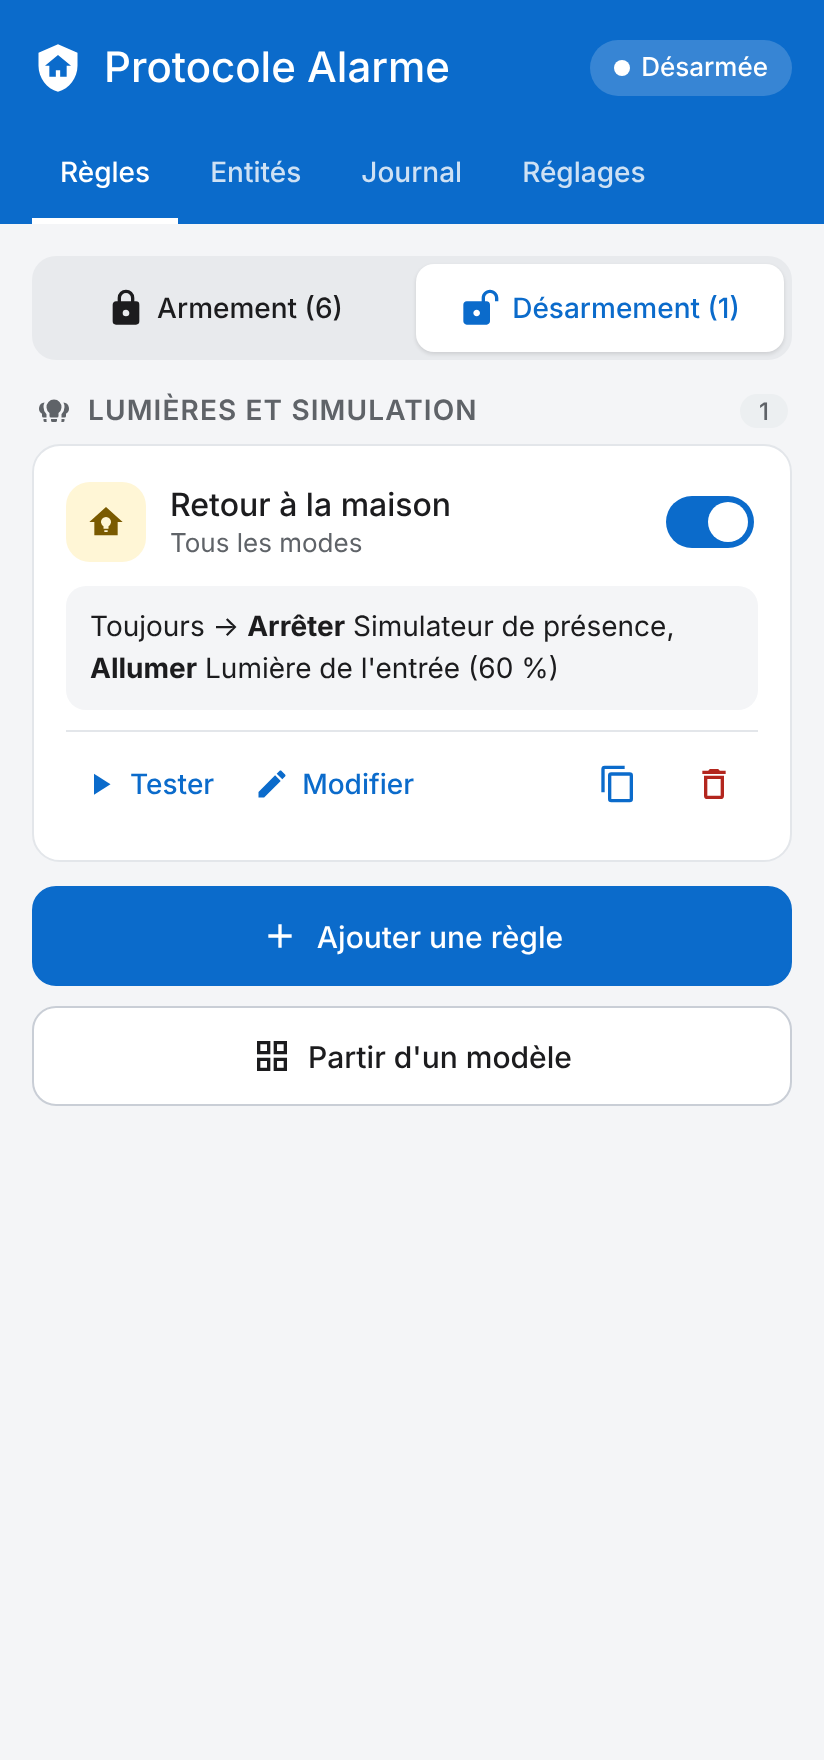 Protocole Alarme
Désarmée
Règles
Entités
Journal
Réglages
Armement (6)
Désarmement (1)
LUMIÈRES ET SIMULATION
1
Retour à la maison
Tous les modes
Toujours → Arrêter Simulateur de présence,
Allumer Lumière de l'entrée (60 %)
Tester
Modifier
Ajouter une règle
Partir d'un modèle